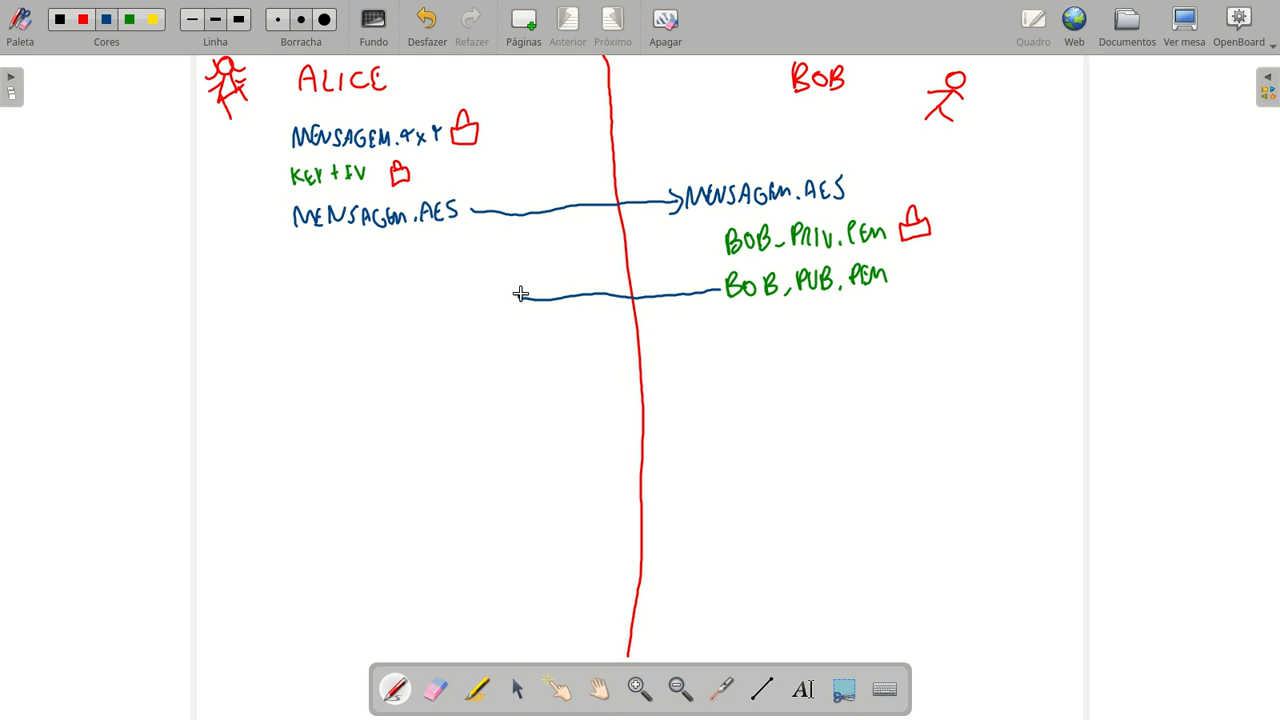 Paleta
Cores
Linha
Borracha
Fundo
Desfazer
Refazer
Páginas
Anterior
Próximo
Apagar
Quadro
Web
Documentos
Ver mesa
OpenBoard
ALICE
BOB
MENSAGEM.TXT
KEY + IV
MENSAGEM.AES
MENSAGEM.AES
BOB_PRIV.PEM
BOB_PUB.PEM
AI